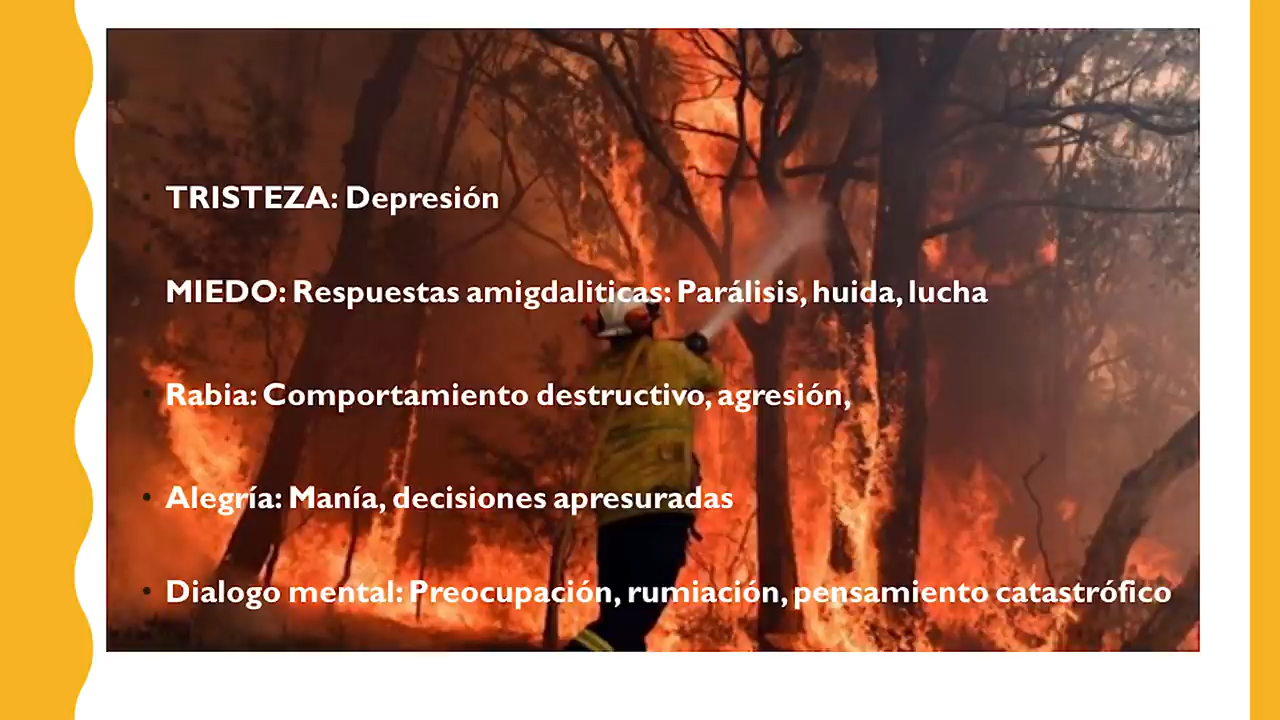 TRISTEZA: Depresión
MIEDO: Respuestas amigdaliticas: Parálisis, huida, lucha
Rabia: Comportamiento destructivo, agresión,
Alegría: Manía, decisiones apresuradas
Dialogo mental: Preocupación, rumiación, pensamiento catastrófico